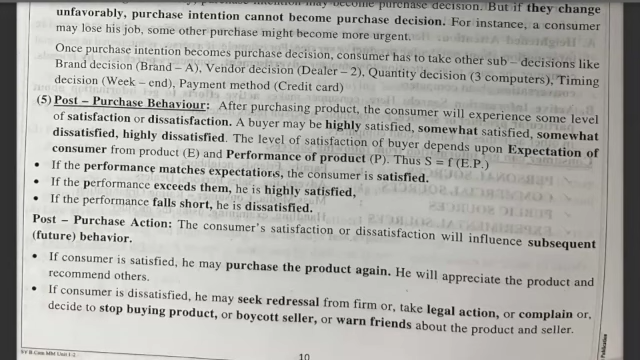 may become purchase decision. But if they change
unfavorably, purchase intention cannot become purchase decision. For instance, a consumer
may lose his job, some other purchase might become more urgent.
Once purchase intention becomes purchase decision, consumer has to take other sub – decisions like
Brand decision (Brand – A), Vendor decision (Dealer – 2), Quantity decision (3 computers), Timing
decision (Week – end), Payment method (Credit card)
(5) Post – Purchase Behaviour: After purchasing product, the consumer will experience some level
of satisfaction or dissatisfaction. A buyer may be highly satisfied, somewhat satisfied, somewhat
dissatisfied, highly dissatisfied. The level of satisfaction of buyer depends upon Expectation of
consumer from product (E) and Performance of product (P). Thus S = f (E.P.)
• If the performance matches expectations, the consumer is satisfied.
• If the performance exceeds them, he is highly satisfied,
• If the performance falls short, he is dissatisfied.
Post – Purchase Action: The consumer's satisfaction or dissatisfaction will influence subsequent
(future) behavior.
• If consumer is satisfied, he may purchase the product again. He will appreciate the product and
recommend others.
• If consumer is dissatisfied, he may seek redressal from firm or, take legal action, or complain or,
decide to stop buying product, or boycott seller, or warn friends about the product and seller.
10